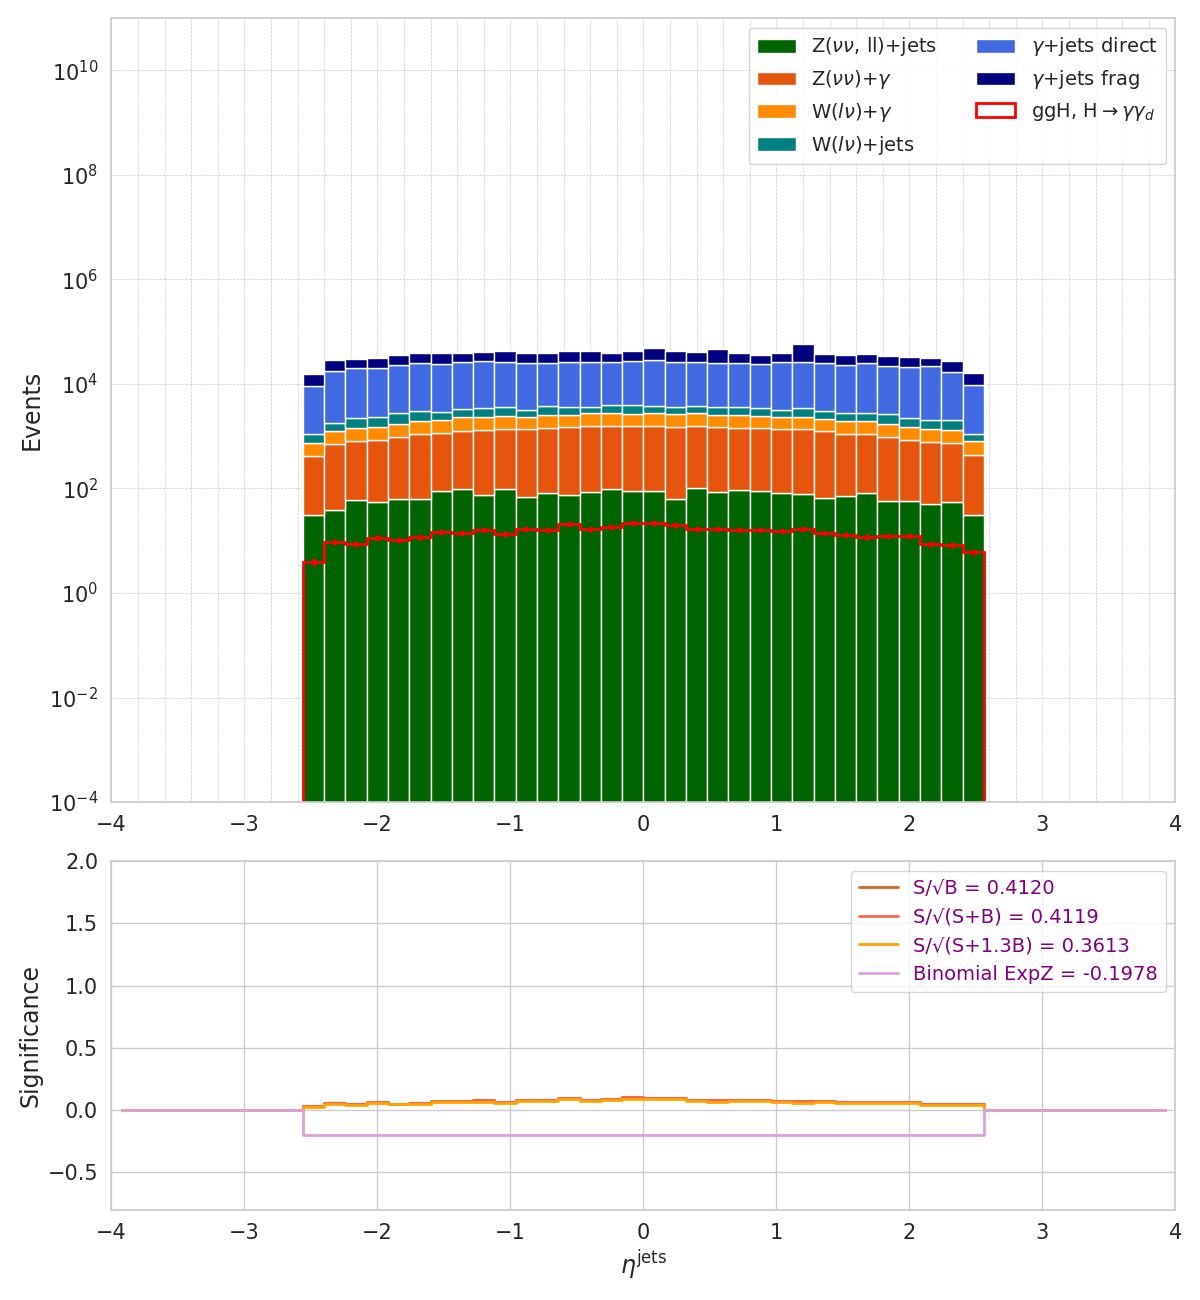 Z(νν, ll)+jets
Z(νν)+γ
W(lν)+γ
W(lν)+jets
γ+jets direct
γ+jets frag
ggH, H→γγ_d
Events
10^10
10^8
10^6
10^4
10^2
10^0
10^−2
10^−4
−4 −3 −2 −1 0 1 2 3 4
S/√B = 0.4120
S/√(S+B) = 0.4119
S/√(S+1.3B) = 0.3613
Binomial ExpZ = -0.1978
Significance
2.0
1.5
1.0
0.5
0.0
−0.5
−4 −3 −2 −1 0 1 2 3 4
η^jets